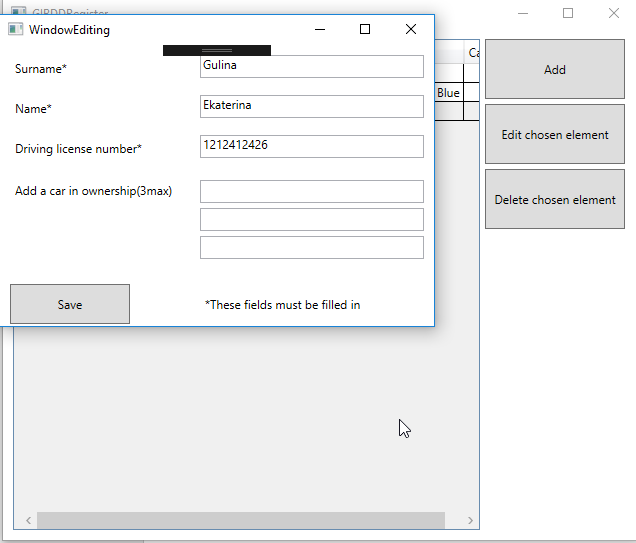 WindowEditing
Surname*
Gulina
Name*
Ekaterina
Driving license number*
1212412426
Add a car in ownership(3max)
Save
*These fields must be filled in
Blue
Add
Edit chosen element
Delete chosen element